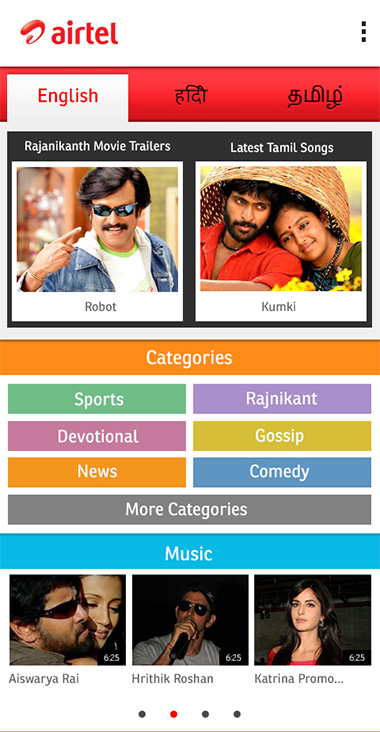 airtel
English
हिंदी
தமிழ்
Rajanikanth Movie Trailers
Latest Tamil Songs
Robot
Kumki
Categories
Sports
Rajnikant
Devotional
Gossip
News
Comedy
More Categories
Music
6:25
6:25
6:25
Aiswarya Rai
Hrithik Roshan
Katrina Promo...